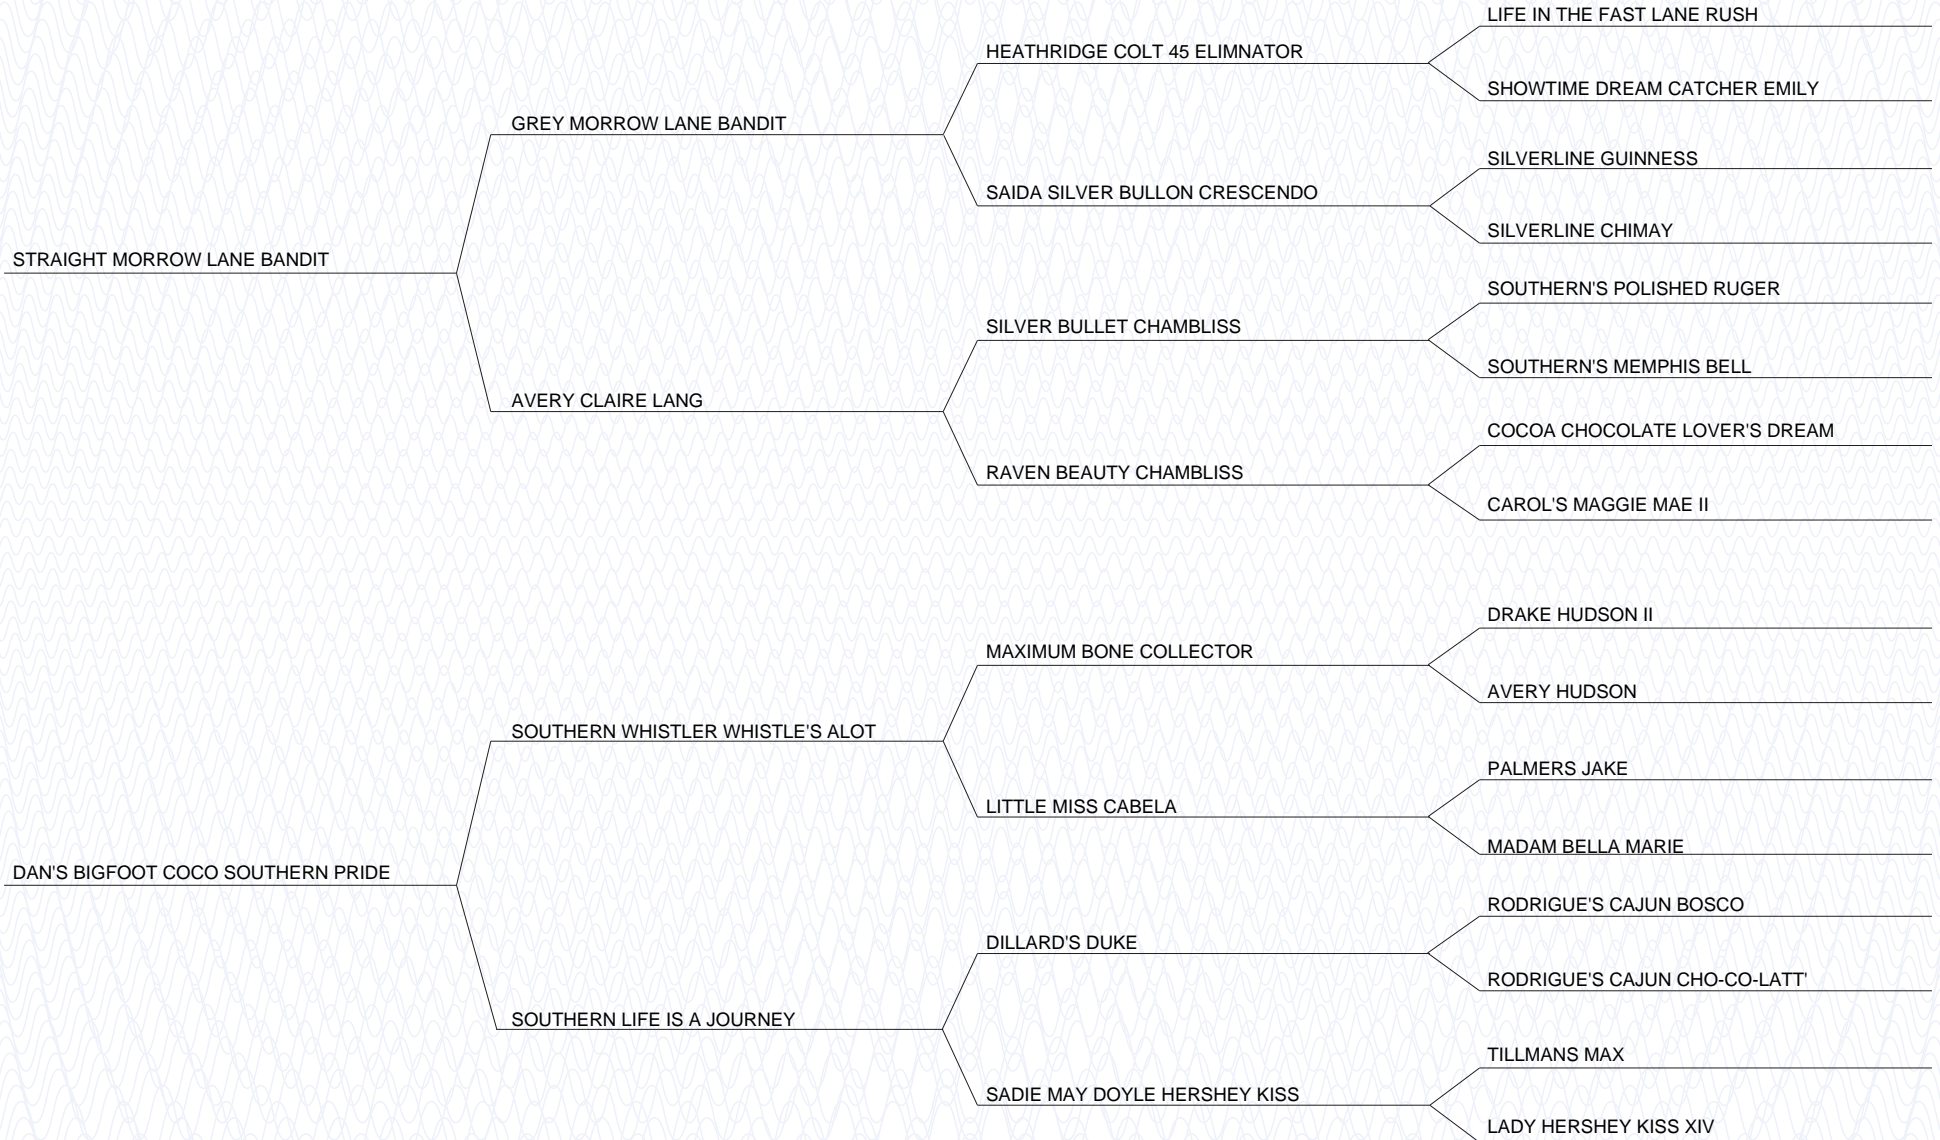 LIFE IN THE FAST LANE RUSH
HEATHRIDGE COLT 45 ELIMNATOR
SHOWTIME DREAM CATCHER EMILY
GREY MORROW LANE BANDIT
SILVERLINE GUINNESS
SAIDA SILVER BULLON CRESCENDO
SILVERLINE CHIMAY
STRAIGHT MORROW LANE BANDIT
SOUTHERN'S POLISHED RUGER
SILVER BULLET CHAMBLISS
SOUTHERN'S MEMPHIS BELL
AVERY CLAIRE LANG
COCOA CHOCOLATE LOVER'S DREAM
RAVEN BEAUTY CHAMBLISS
CAROL'S MAGGIE MAE II
DRAKE HUDSON II
MAXIMUM BONE COLLECTOR
AVERY HUDSON
SOUTHERN WHISTLER WHISTLE'S ALOT
PALMERS JAKE
LITTLE MISS CABELA
MADAM BELLA MARIE
DAN'S BIGFOOT COCO SOUTHERN PRIDE
RODRIGUE'S CAJUN BOSCO
DILLARD'S DUKE
RODRIGUE'S CAJUN CHO-CO-LATT'
SOUTHERN LIFE IS A JOURNEY
TILLMANS MAX
SADIE MAY DOYLE HERSHEY KISS
LADY HERSHEY KISS XIV